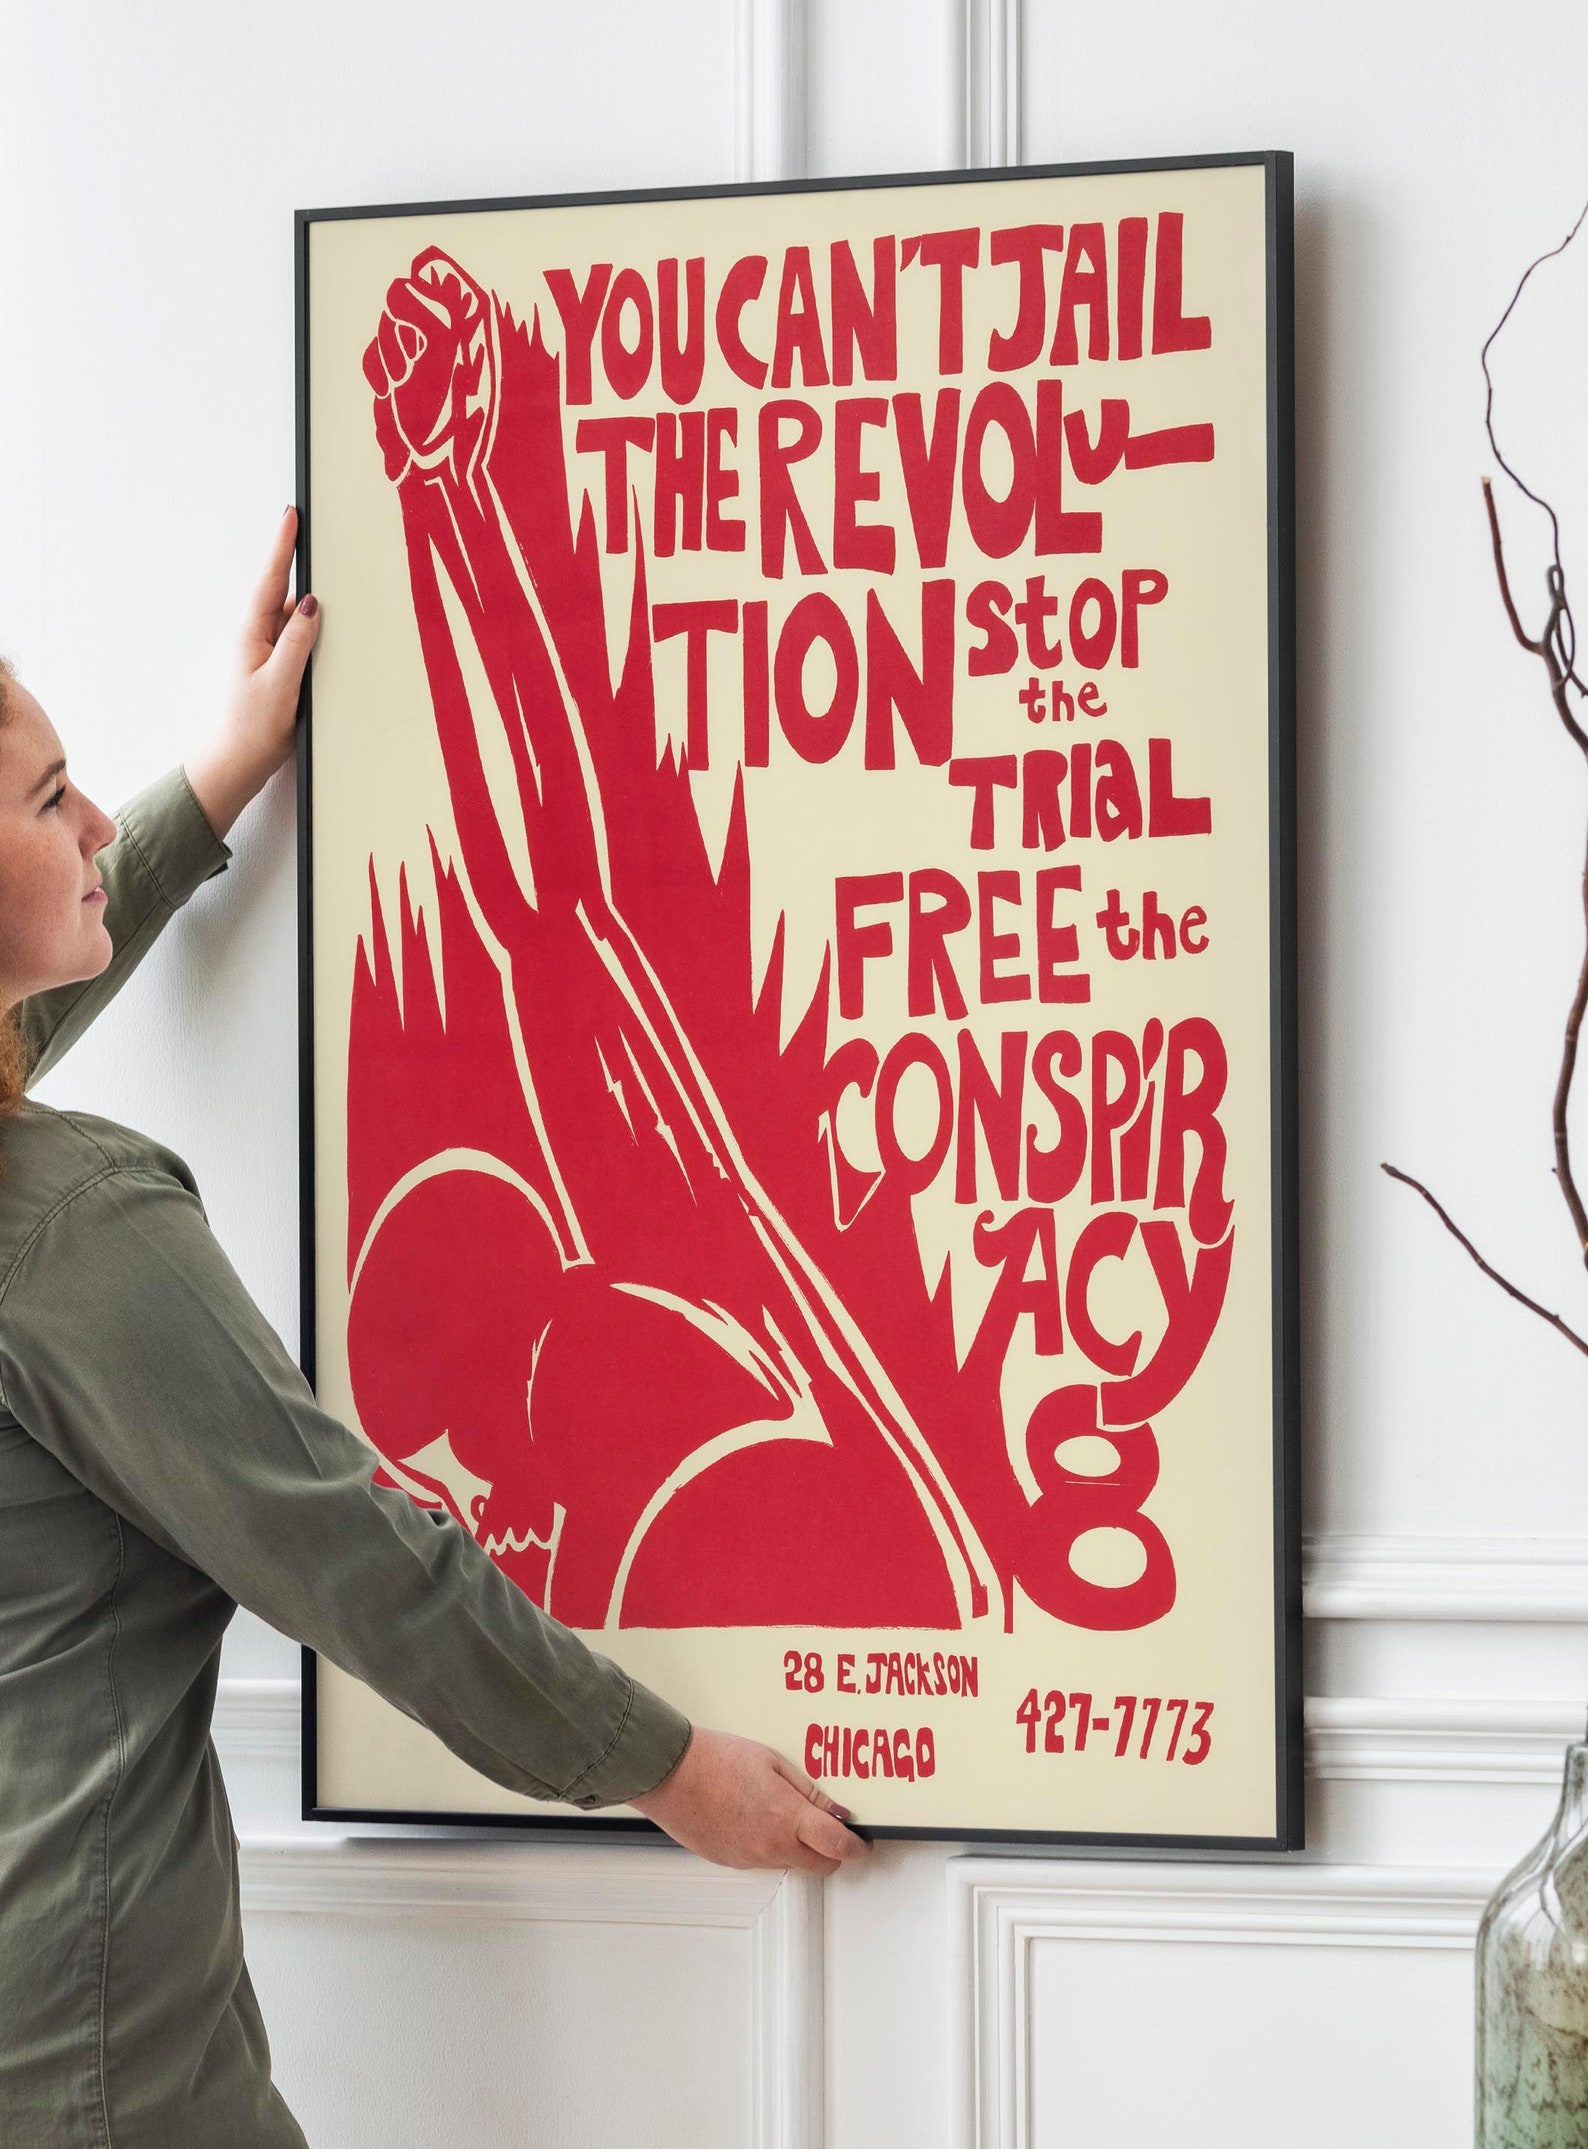 YOU CAN'T JAIL
THE REVOLU-
TION STOP
the
TRIAL
FREE the
CONSPIR
ACY
8
28 E. JACKSON
CHICAGO
427-7773